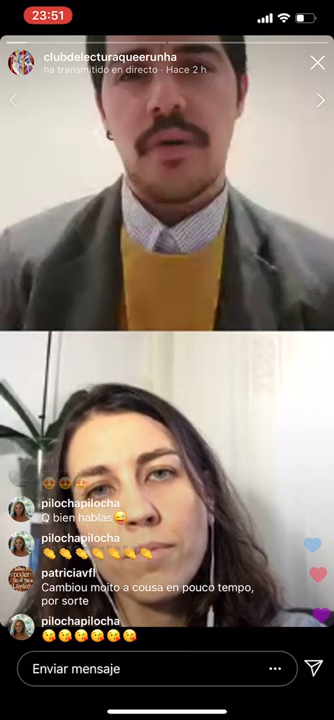 23:51
clubdelecturaqueerunha
ha transmitido en directo · Hace 2 h
pilochapilocha
Q bien hablas
pilochapilocha
patriciavfl
Cambiou moito a cousa en pouco tempo,
por sorte
pilochapilocha
Enviar mensaje